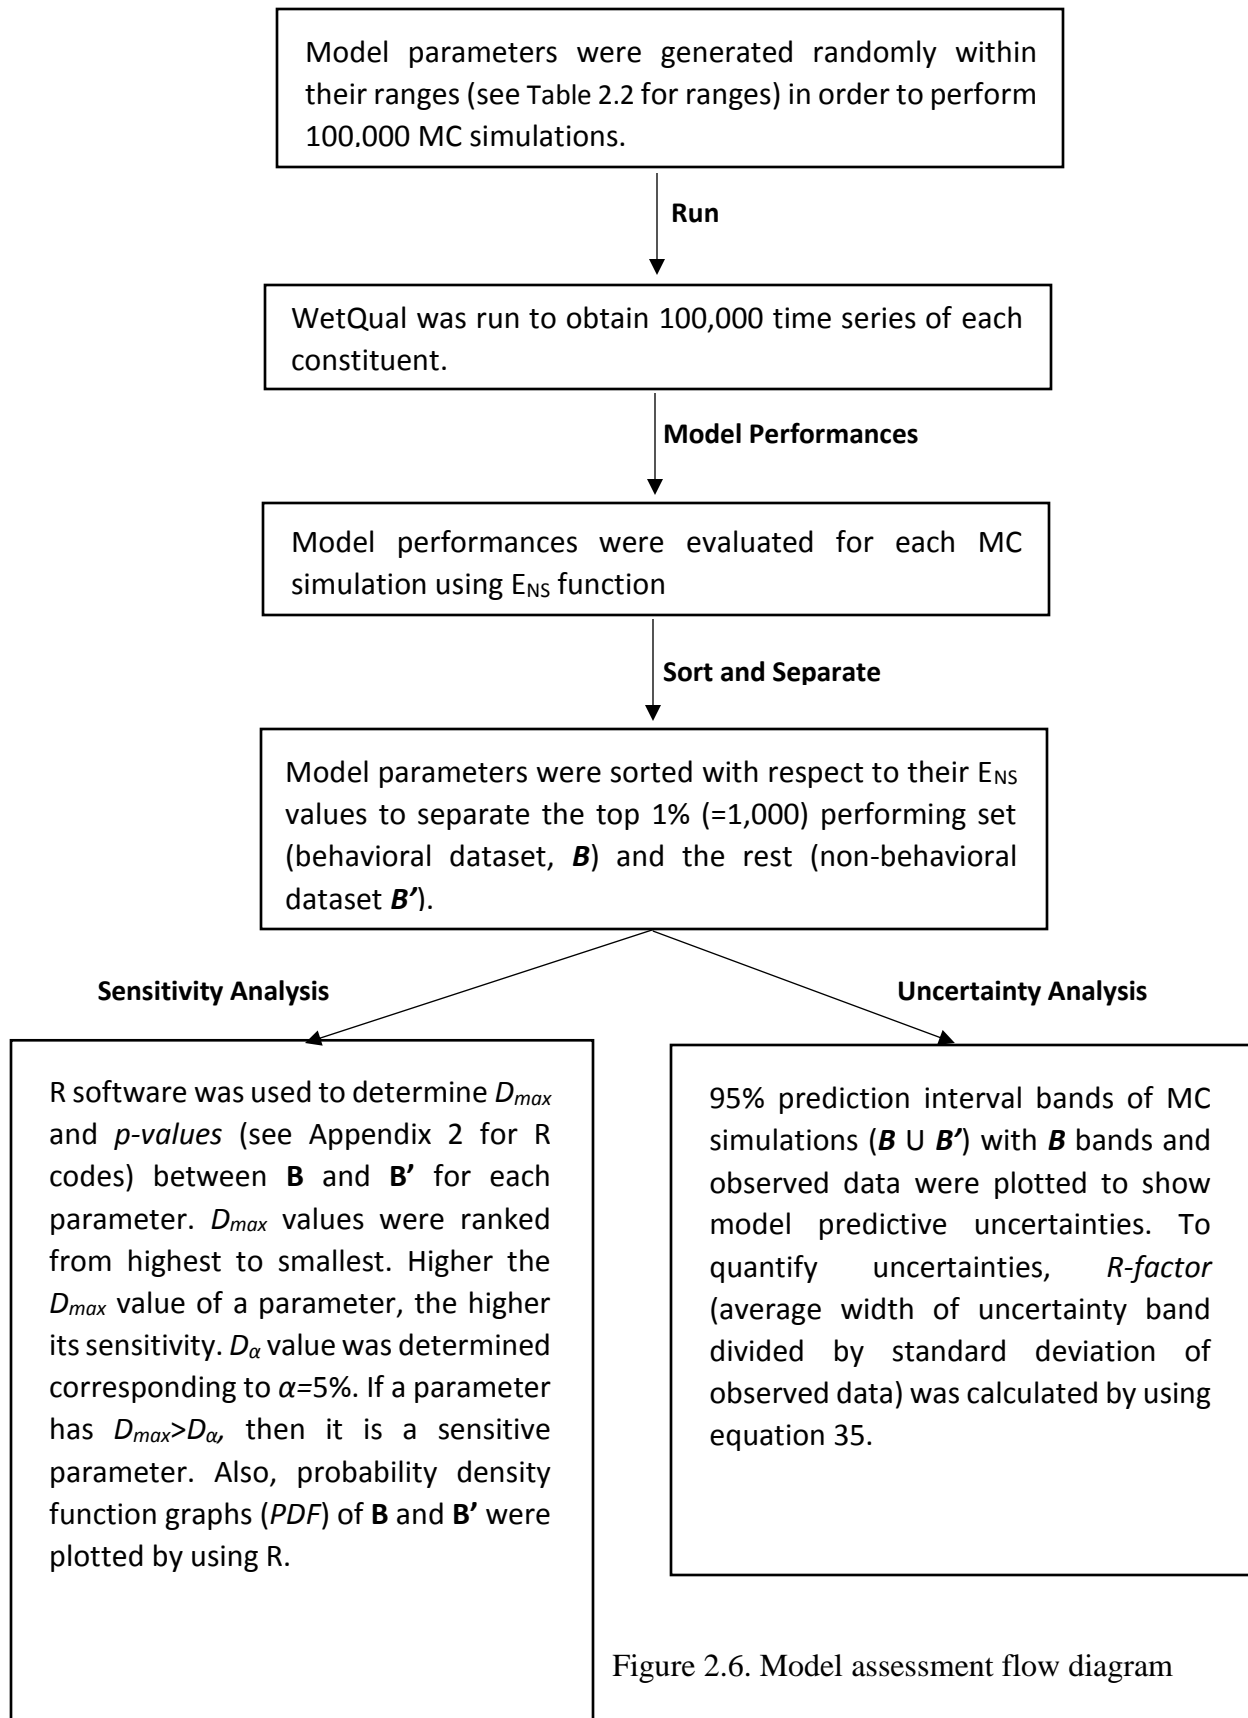 Model parameters were generated randomly within
their ranges (see Table 2.2 for ranges) in order to perform
100,000 MC simulations.
Run
WetQual was run to obtain 100,000 time series of each
constituent.
Model Performances
Model performances were evaluated for each MC
simulation using ENS function
Sort and Separate
Model parameters were sorted with respect to their ENS
values to separate the top 1% (=1,000) performing set
(behavioral dataset, B) and the rest (non-behavioral
dataset B’).
Sensitivity Analysis
Uncertainty Analysis
R software was used to determine Dmax
and p-values (see Appendix 2 for R
codes) between B and B’ for each
parameter. Dmax values were ranked
from highest to smallest. Higher the
Dmax value of a parameter, the higher
its sensitivity. Dα value was determined
corresponding to α=5%. If a parameter
has Dmax>Dα, then it is a sensitive
parameter. Also, probability density
function graphs (PDF) of B and B’ were
plotted by using R.
95% prediction interval bands of MC
simulations (B U B’) with B bands and
observed data were plotted to show
model predictive uncertainties. To
quantify uncertainties, R-factor
(average width of uncertainty band
divided by standard deviation of
observed data) was calculated by using
equation 35.
Figure 2.6. Model assessment flow diagram